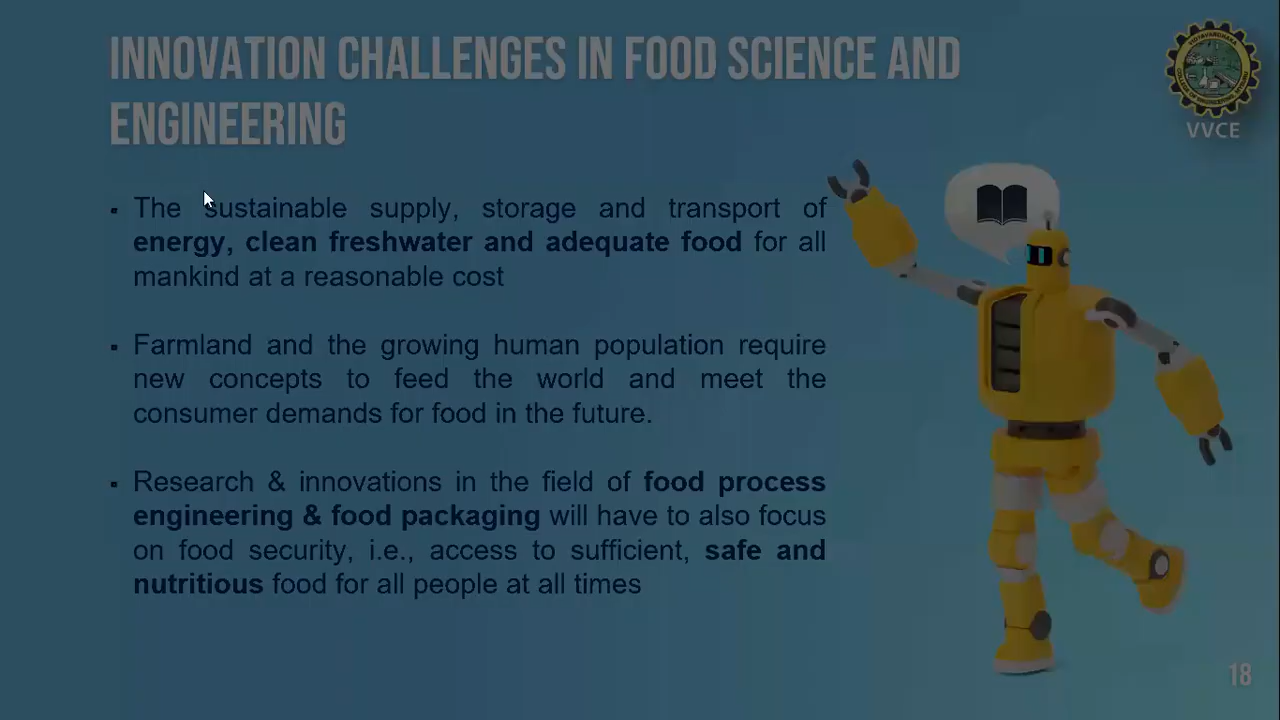 INNOVATION CHALLENGES IN FOOD SCIENCE AND
ENGINEERING
VVCE
The sustainable supply, storage and transport of
energy, clean freshwater and adequate food for all
mankind at a reasonable cost
Farmland and the growing human population require
new concepts to feed the world and meet the
consumer demands for food in the future.
Research & innovations in the field of food process
engineering & food packaging will have to also focus
on food security, i.e., access to sufficient, safe and
nutritious food for all people at all times
18